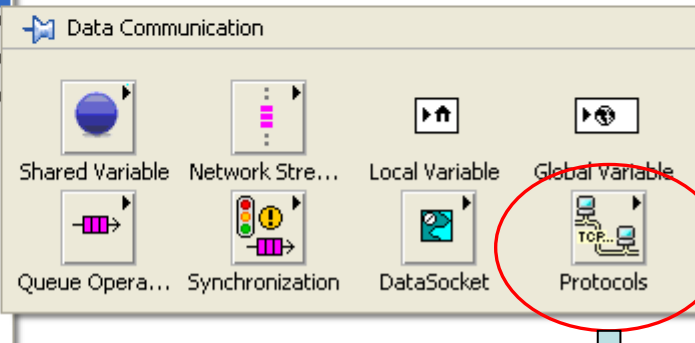 Data Communication
Shared Variable Network Stre... Local Variable Global Variable
TCP...
Queue Opera... Synchronization DataSocket Protocols